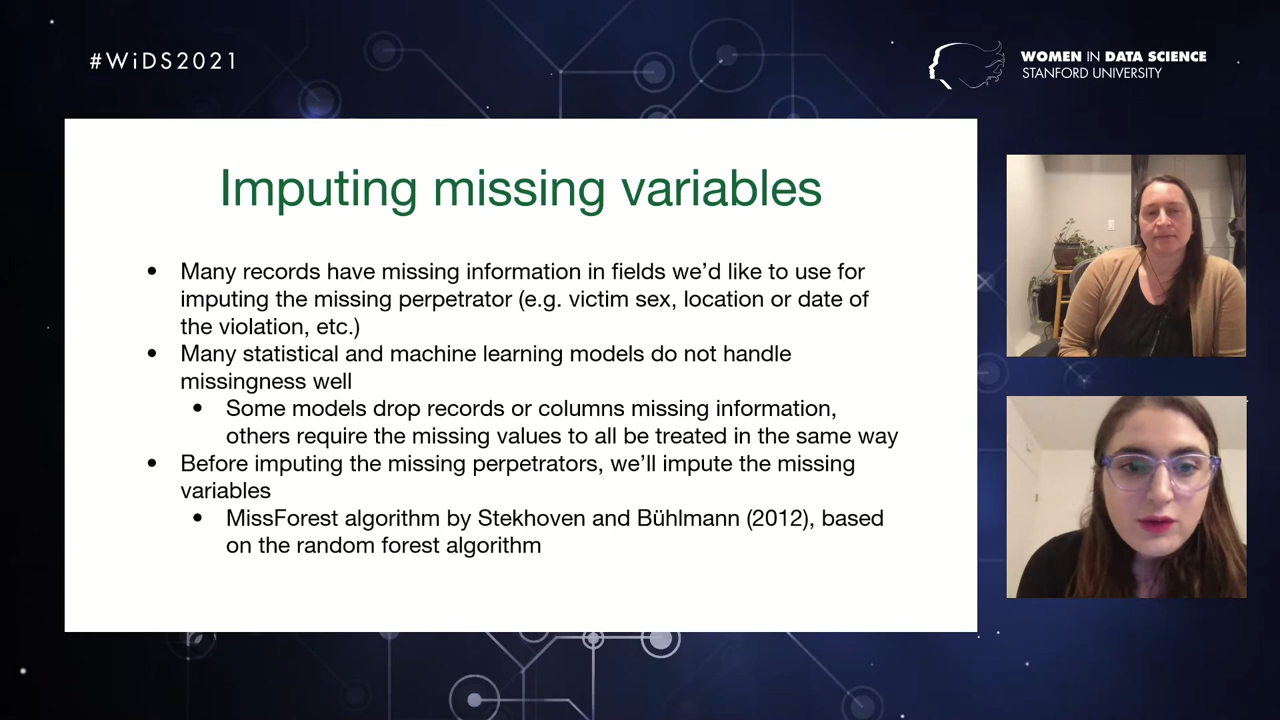 #WiDS2021
WOMEN IN DATA SCIENCE
STANFORD UNIVERSITY
Imputing missing variables
• Many records have missing information in fields we’d like to use for
imputing the missing perpetrator (e.g. victim sex, location or date of
the violation, etc.)
• Many statistical and machine learning models do not handle
missingness well
• Some models drop records or columns missing information,
others require the missing values to all be treated in the same way
• Before imputing the missing perpetrators, we’ll impute the missing
variables
• MissForest algorithm by Stekhoven and Bühlmann (2012), based
on the random forest algorithm